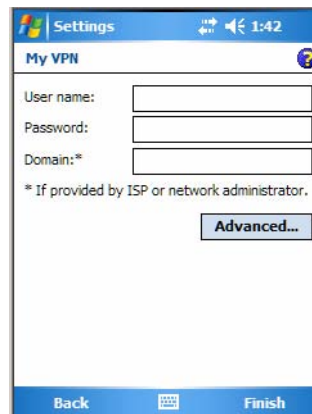 Settings 1:42
My VPN
User name:
Password:
Domain:*
* If provided by ISP or network administrator.
Advanced...
Back Finish